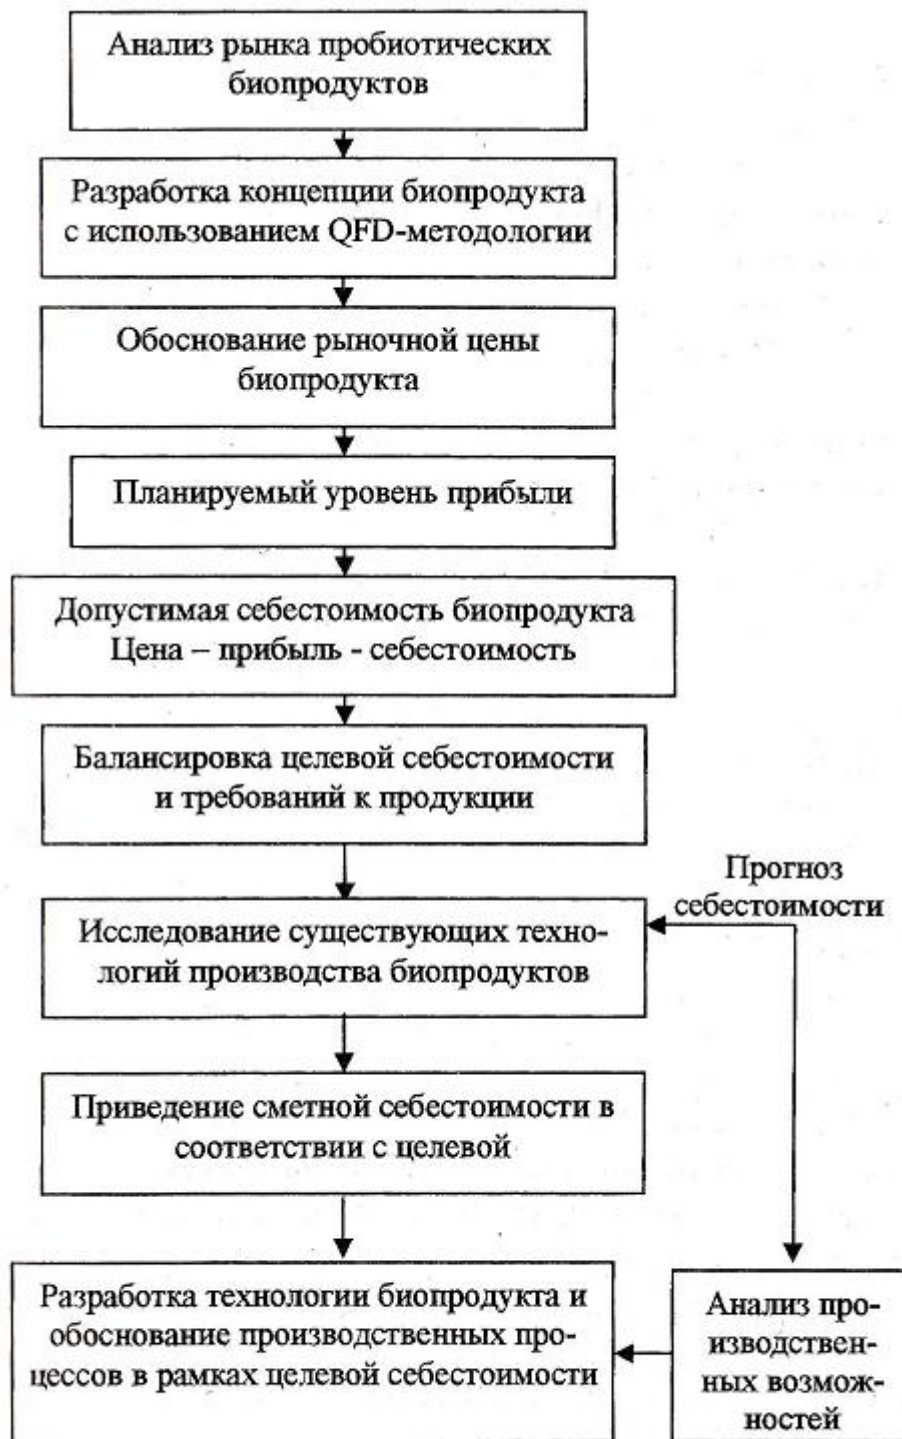 Анализ рынка пробиотических
биопродуктов
Разработка концепции биопродукта
с использованием QFD-методологии
Обоснование рыночной цены
биопродукта
Планируемый уровень прибыли
Допустимая себестоимость биопродукта
Цена – прибыль - себестоимость
Балансировка целевой себестоимости
и требований к продукции
Прогноз
себестоимости
Исследование существующих техно-
логий производства биопродуктов
Приведение сметной себестоимости в
соответствии с целевой
Разработка технологии биопродукта и
обоснование производственных про-
цессов в рамках целевой себестоимости
Анализ про-
изводствен-
ных возмож-
ностей